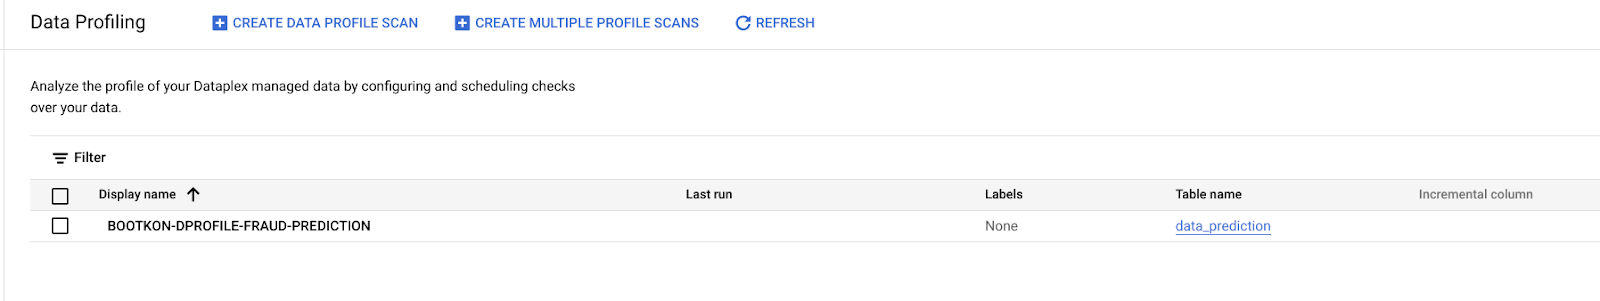 Data Profiling CREATE DATA PROFILE SCAN CREATE MULTIPLE PROFILE SCANS REFRESH
Analyze the profile of your Dataplex managed data by configuring and scheduling checks
over your data.
Filter
Display name Last run Labels Table name Incremental column
BOOTKON-DPROFILE-FRAUD-PREDICTION None data_prediction